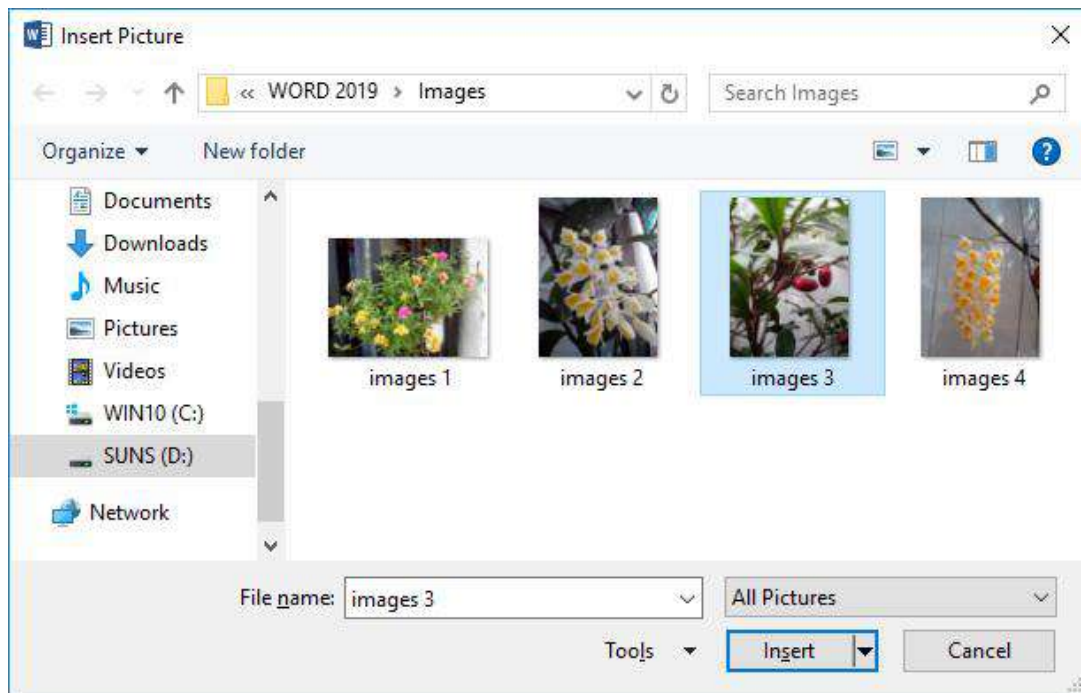 Insert Picture
« WORD 2019 › Images
Search Images
Organize
New folder
Documents
Downloads
Music
Pictures
Videos
WIN10 (C:)
SUNS (D:)
Network
images 1
images 2
images 3
images 4
File name: images 3
All Pictures
Tools
Insert
Cancel